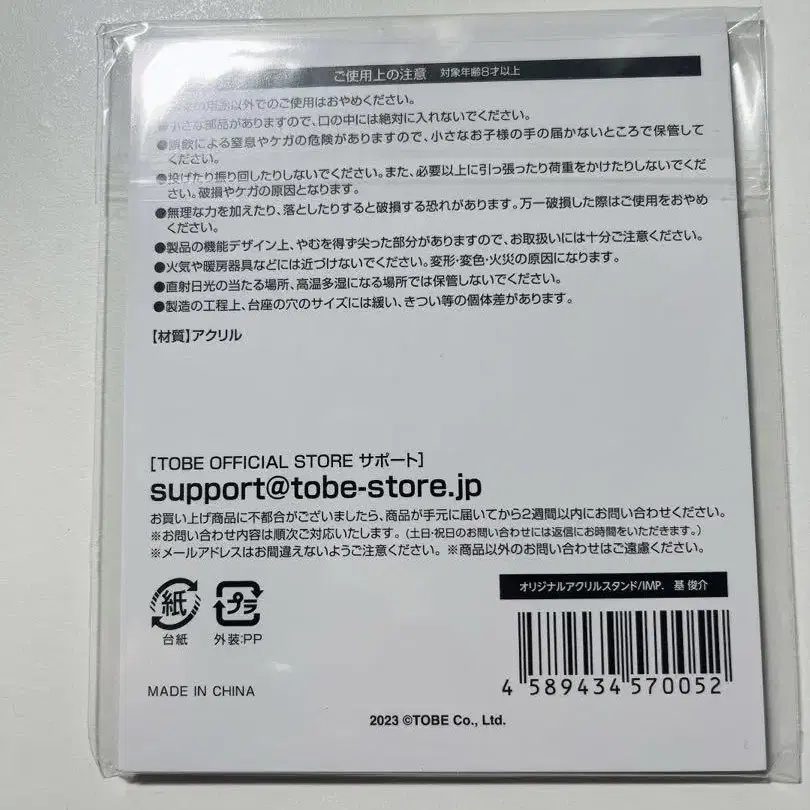 ご使用上の注意 対象年齢8才以上
以外でのご使用はおやめください。
●小さな部品がありますので、口の中には絶対に入れないでください。
●誤飲による窒息やケガの危険がありますので、小さなお子様の手の届かないところで保管して
ください。
●投げたり振り回したりしないでください。また、必要以上に引っ張ったり荷重をかけたりしないでくだ
さい。破損やケガの原因となります。
●無理な力を加えたり、落としたりすると破損する恐れがあります。万一破損した際はご使用をおやめ
ください。
●製品の機能デザイン上、やむを得ず尖った部分がありますので、お取扱いには十分ご注意ください。
●火気や暖房器具などには近づけないでください。変形・変色・火災の原因になります。
●直射日光の当たる場所、高温多湿になる場所では保管しないでください。
●製造の工程上、台座の穴のサイズには緩い、きつい等の個体差があります。
【材質】アクリル
[TOBE OFFICIAL STORE サポート]
support@tobe-store.jp
お買い上げ商品に不都合がございましたら、商品が手元に届いてから2週間以内にお問い合わせください。
※お問い合わせ内容は順次ご対応いたします。(土日・祝日のお問い合わせには返信にお時間をいただきます。)
※メールアドレスはお間違えないようご注意ください。 ※商品以外のお問い合わせはご遠慮ください。
紙 プラ
台紙 外装:PP
オリジナルアクリルスタンド/IMP. 基 俊介
4 589434 570052
MADE IN CHINA
2023 ©TOBE Co., Ltd.